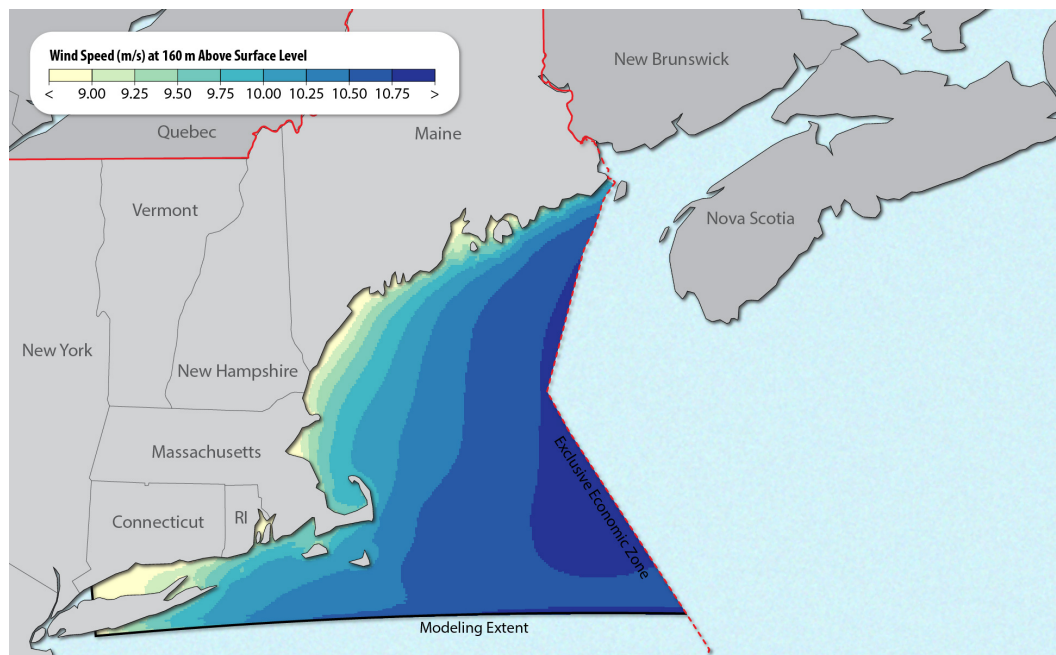 Wind Speed (m/s) at 160 m Above Surface Level
< 9.00 9.25 9.50 9.75 10.00 10.25 10.50 10.75 >
New Brunswick
Quebec
Maine
Vermont
Nova Scotia
New York
New Hampshire
Massachusetts
Connecticut
RI
Exclusive Economic Zone
Modeling Extent